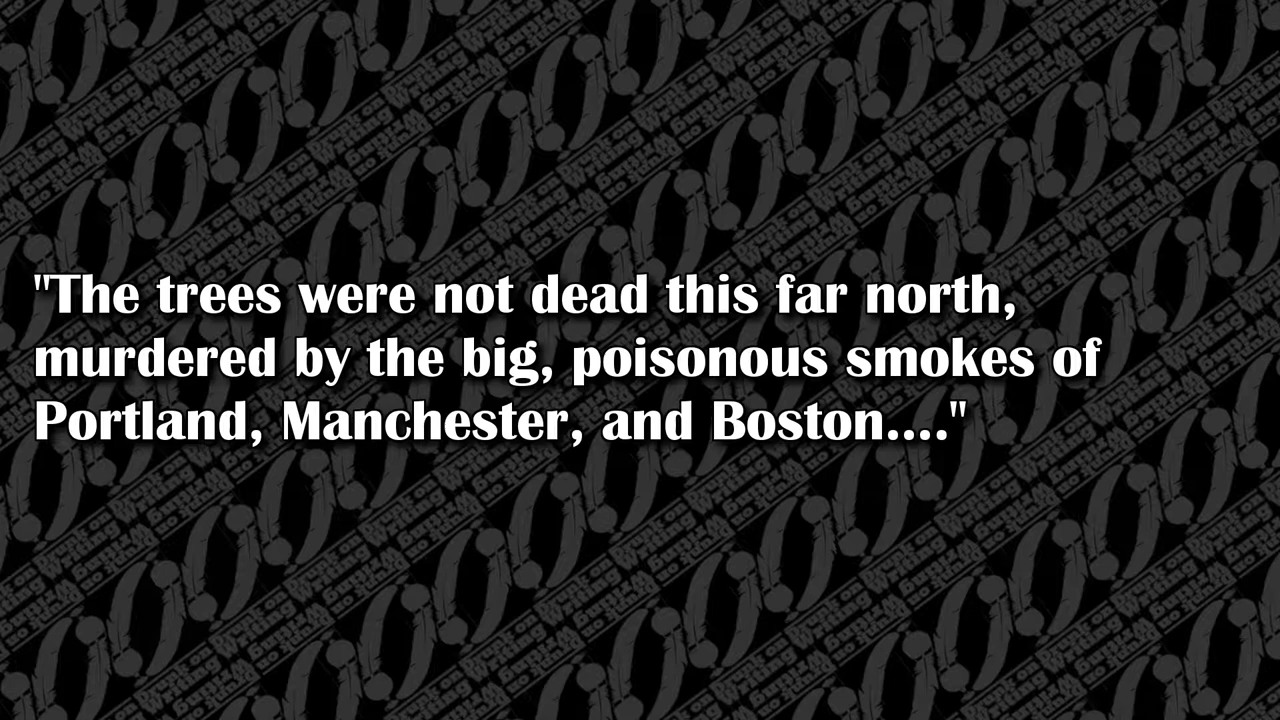 "The trees were not dead this far north,
murdered by the big, poisonous smokes of
Portland, Manchester, and Boston...."